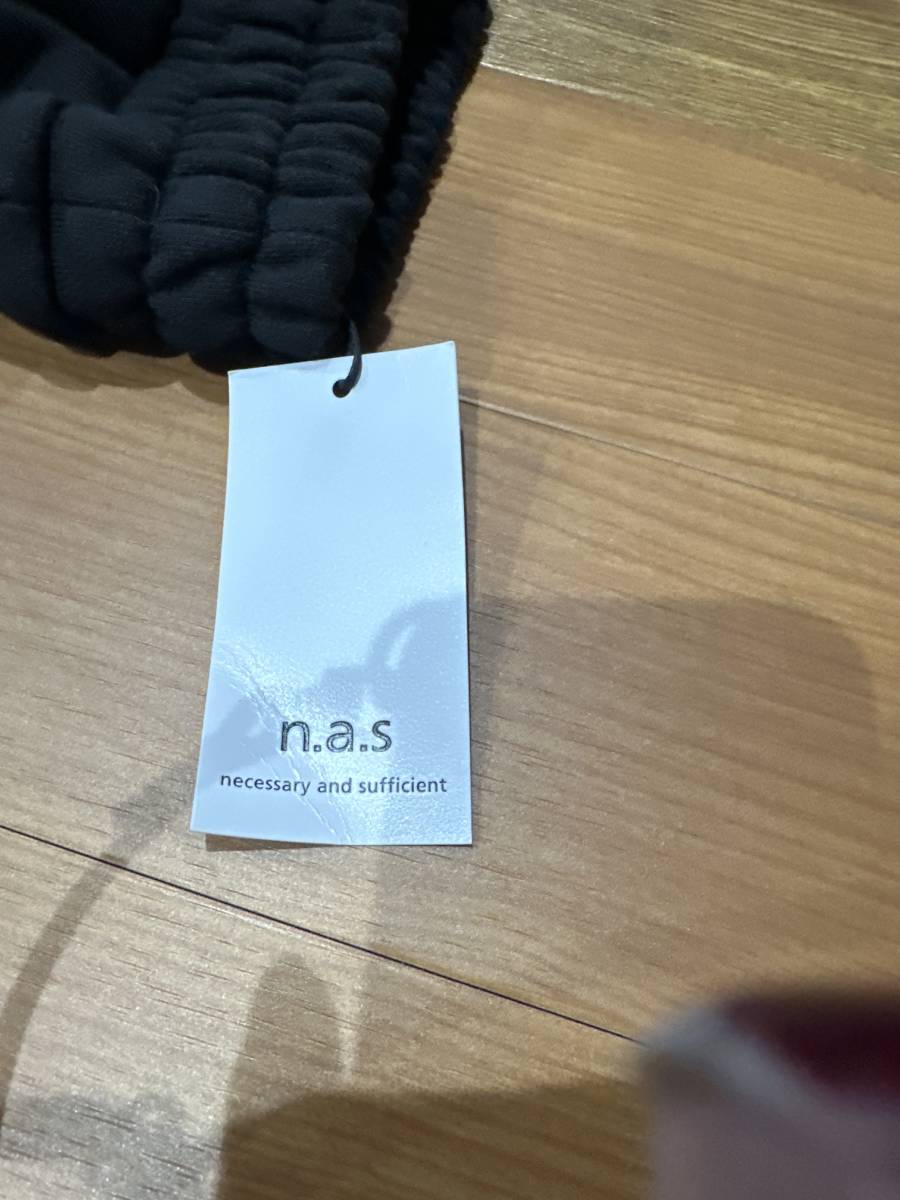 n.a.s
necessary and sufficient